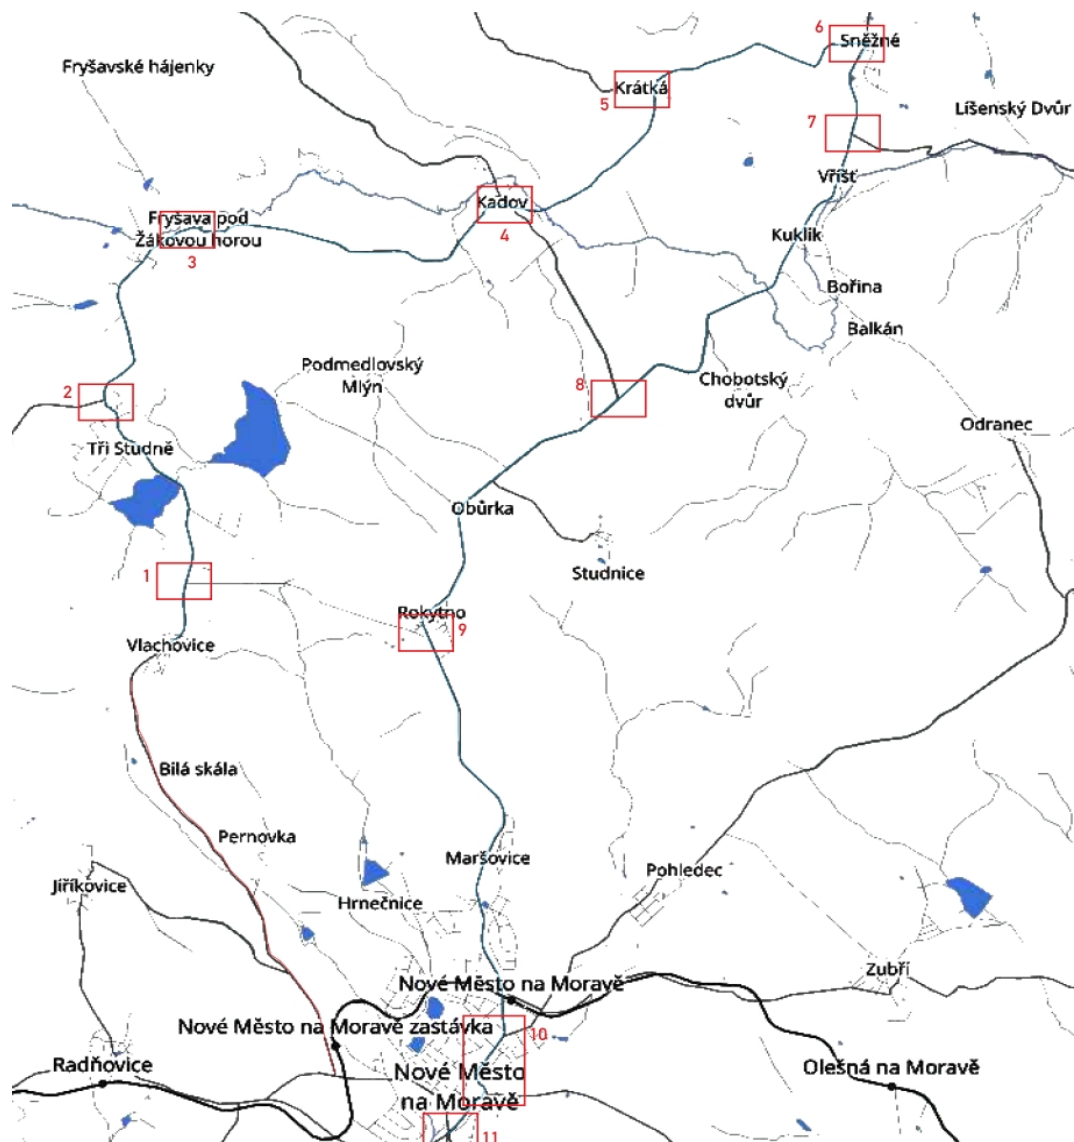 6
Sněžné
Fryšavské hájenky
Krátká
5
Líšenský Dvůr
7
Vříšť
Kadov
4
Fryšava pod
Žákovou horou
3
Kuklík
Bořina
Balkán
Podmedlovský
Mlýn
8
Chobotský
dvůr
2
Odranec
Tři Studně
Obůrka
1
Studnice
Rokytno
9
Vlachovice
Bílá skála
Pernovka
Maršovice
Pohledec
Jiříkovice
Hrnečnice
Zubří
Nové Město na Moravě
Nové Město na Moravě zastávka
10
Radňovice
Olešná na Moravě
Nové Město
na Moravě
11